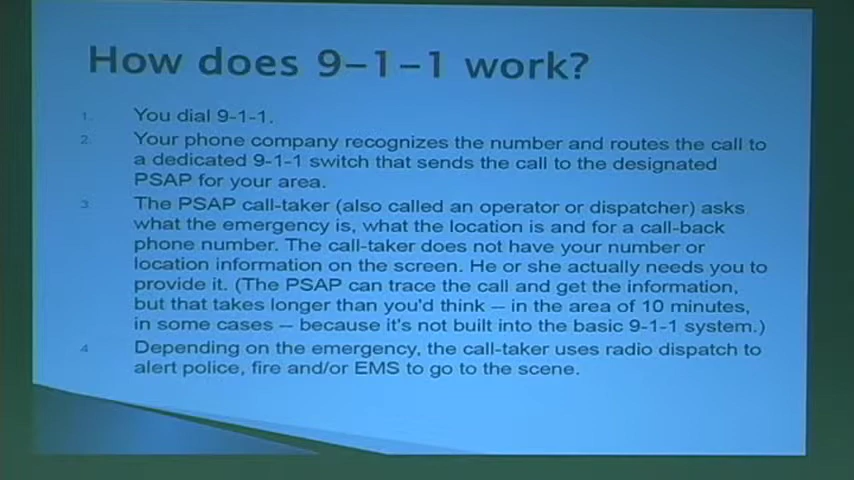 How does 9-1-1 work?
1. You dial 9-1-1.
2. Your phone company recognizes the number and routes the call to
a dedicated 9-1-1 switch that sends the call to the designated
PSAP for your area.
3. The PSAP call-taker (also called an operator or dispatcher) asks
what the emergency is, what the location is and for a call-back
phone number. The call-taker does not have your number or
location information on the screen. He or she actually needs you to
provide it. (The PSAP can trace the call and get the information,
but that takes longer than you'd think – in the area of 10 minutes,
in some cases – because it's not built into the basic 9-1-1 system.)
4. Depending on the emergency, the call-taker uses radio dispatch to
alert police, fire and/or EMS to go to the scene.